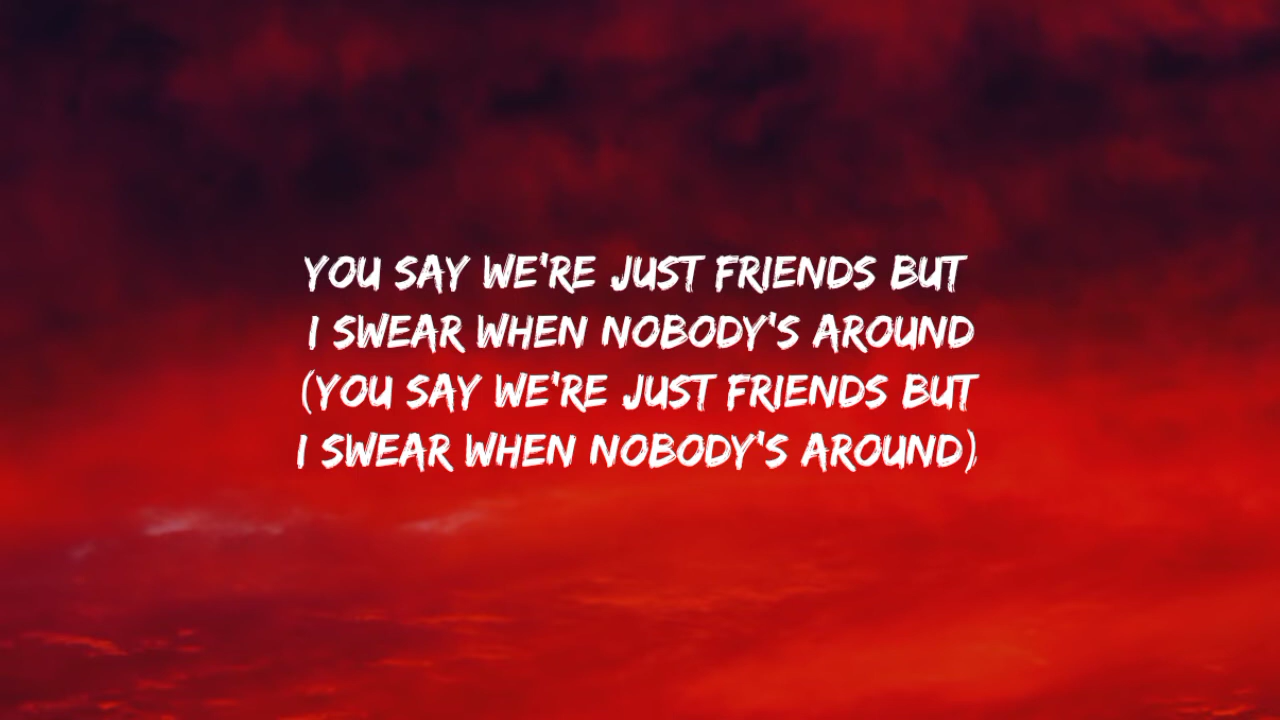 YOU SAY WE'RE JUST FRIENDS BUT
I SWEAR WHEN NOBODY'S AROUND
(YOU SAY WE'RE JUST FRIENDS BUT
I SWEAR WHEN NOBODY'S AROUND)